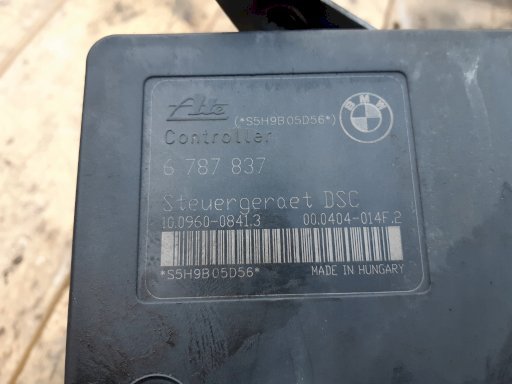 Ate
(*S5H9B05D56*)
BMW
Controller
6 787 837
Steuergeraet DSC
10.0960-0841.3 00.0404-014F.2
*S5H9B05D56*
MADE IN HUNGARY